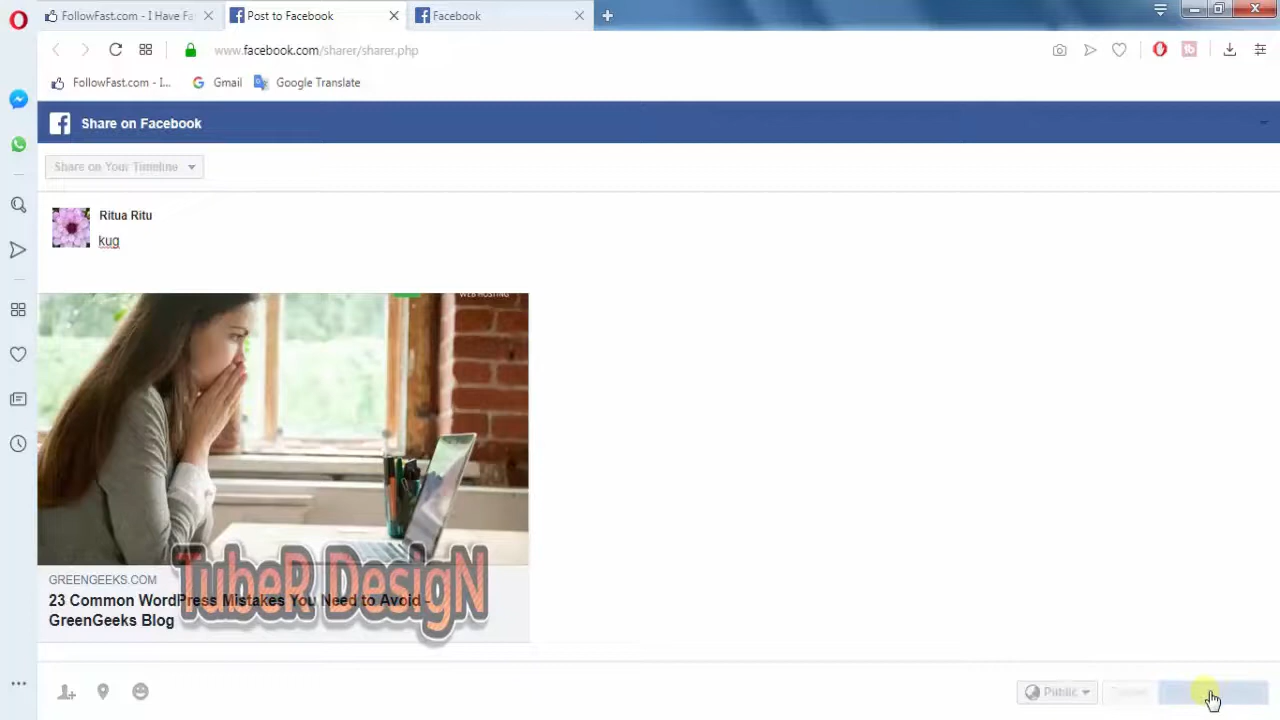 FollowFast.com - I Have Fa
Post to Facebook
Facebook
www.facebook.com/sharer/sharer.php
FollowFast.com - I...
Gmail
Google Translate
Share on Facebook
Share on Your Timeline
Ritua Ritu
kug
WEB HOSTING
GREENGEEKS.COM
23 Common WordPress Mistakes You Need to Avoid -
GreenGeeks Blog
TubeR DesigN
Public